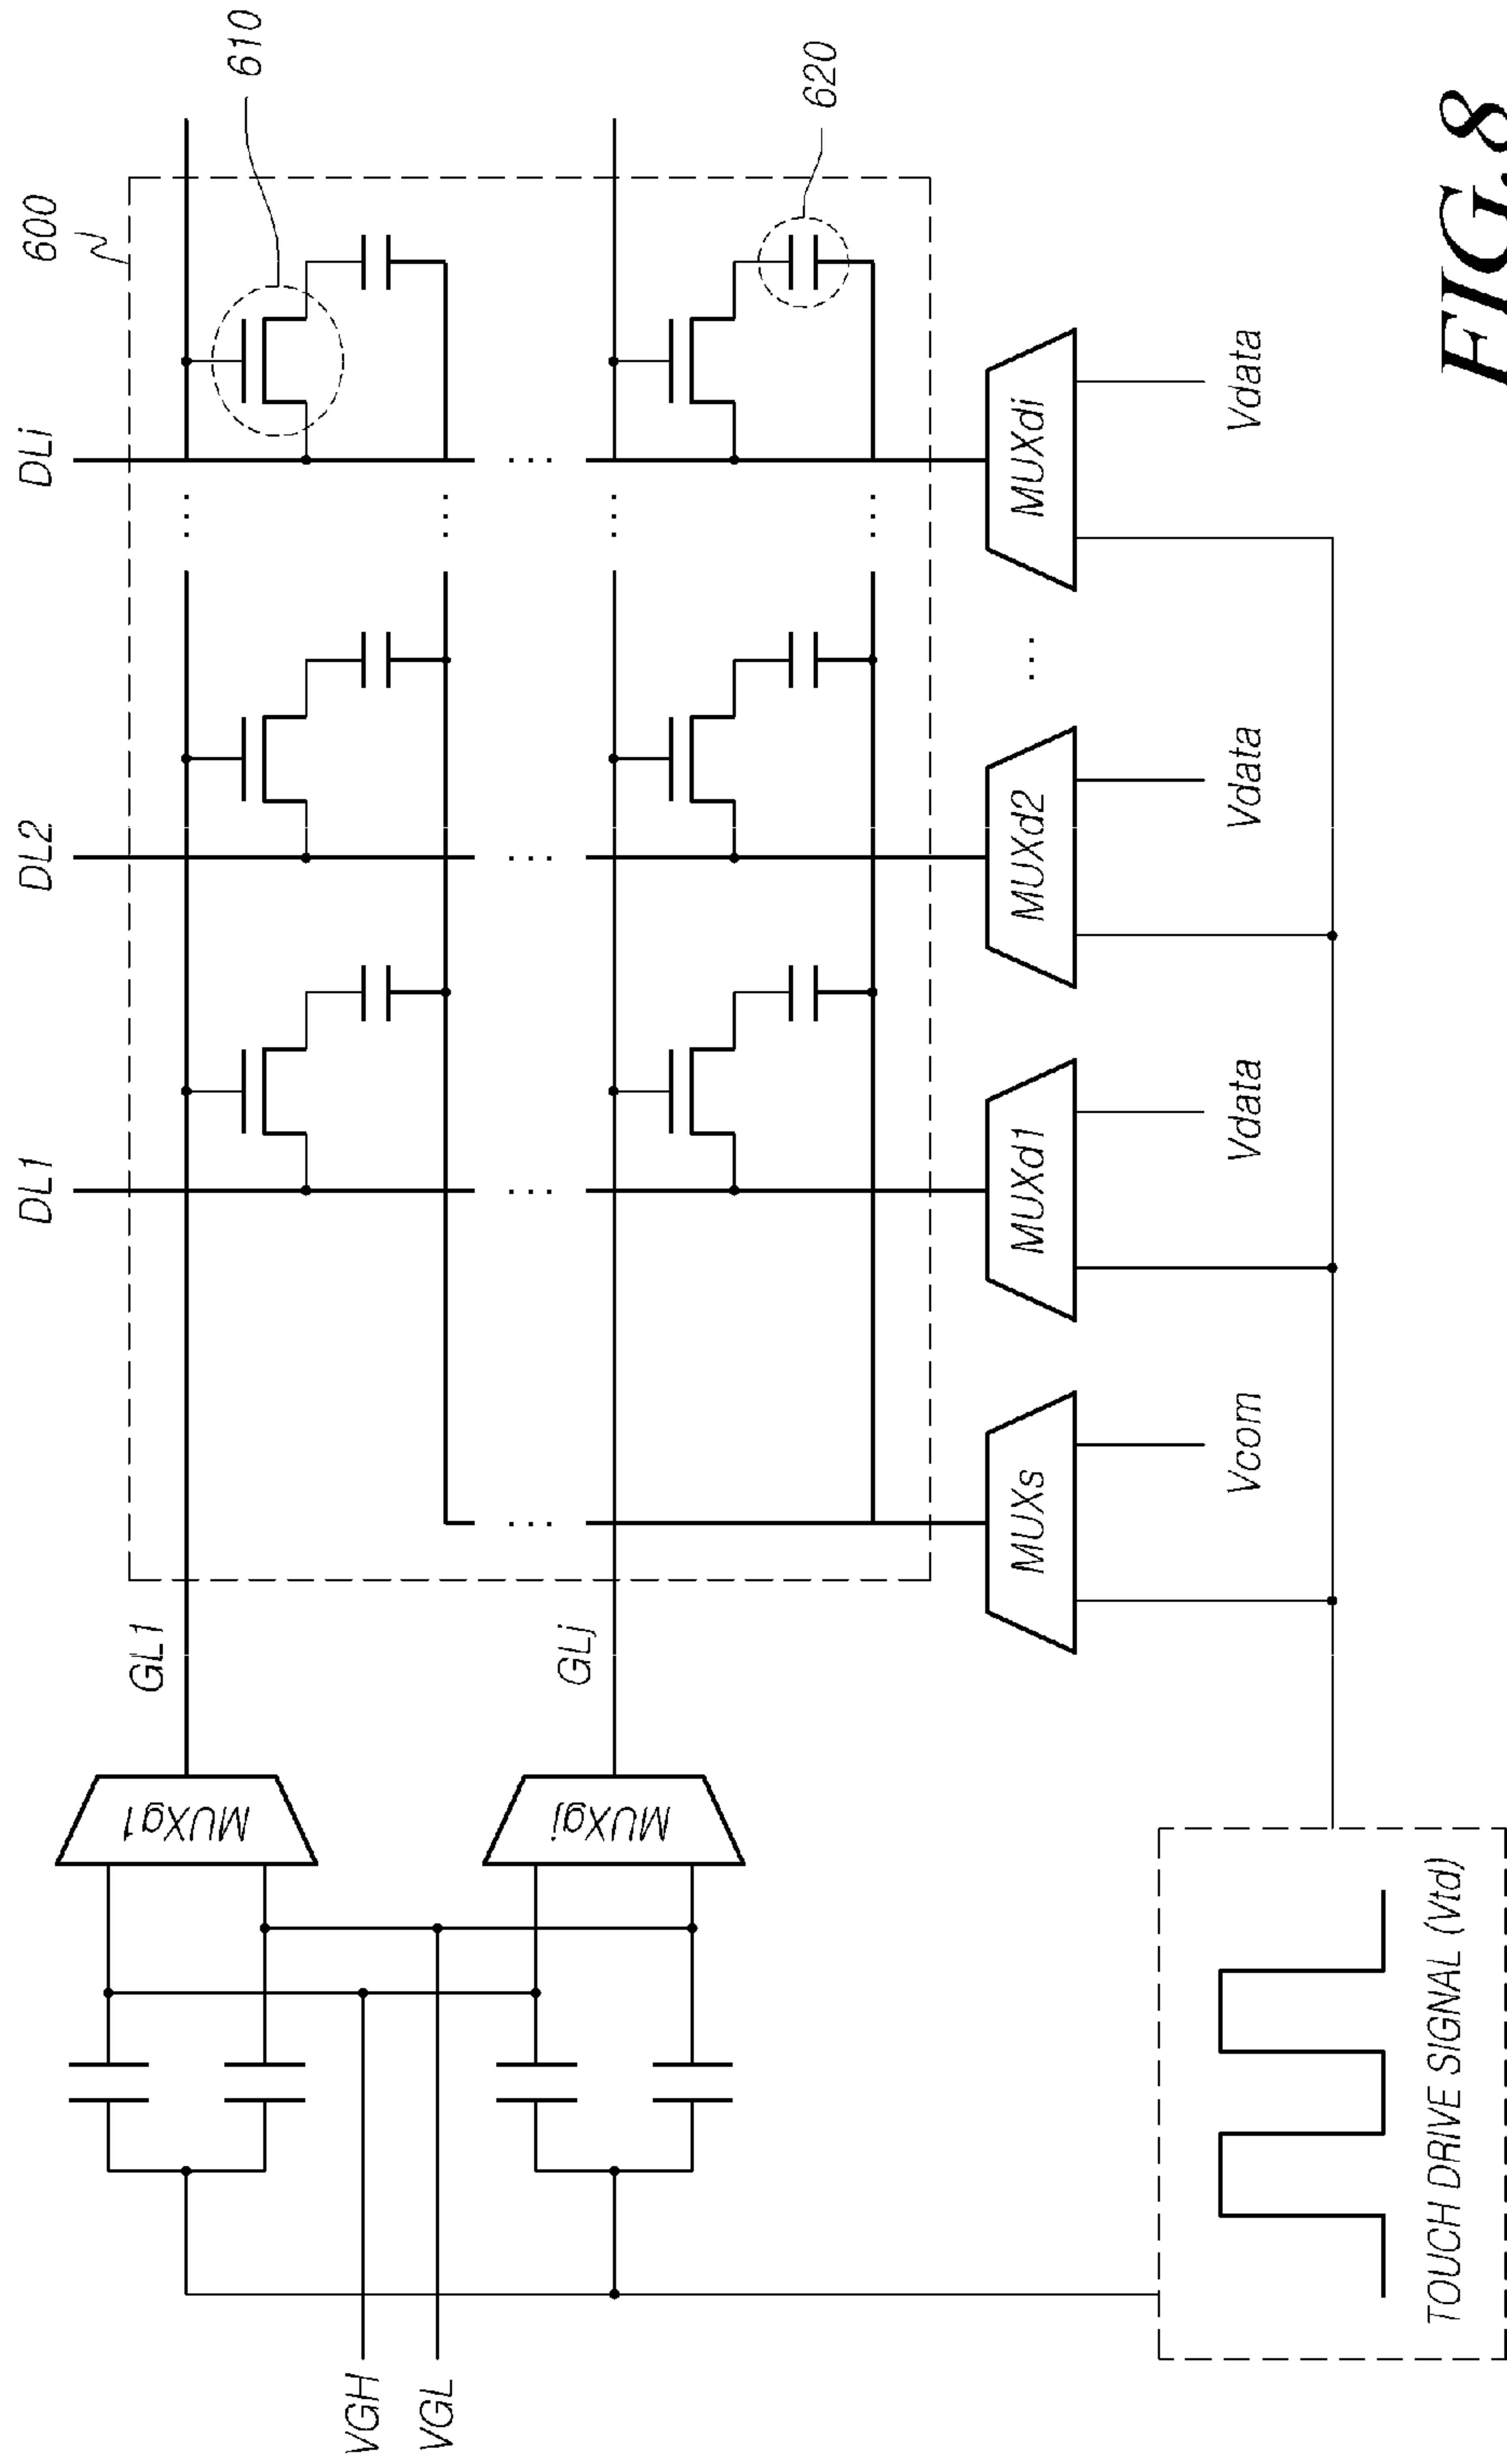 600
DL1
DL2
DLi
610
GL1
MUXg1
VGH
VGL
GLj
MUXgj
620
MUXs
MUXd1
MUXd2
...
MUXdi
Vcom
Vdata
Vdata
Vdata
TOUCH DRIVE SIGNAL (Vtd)
FIG.8